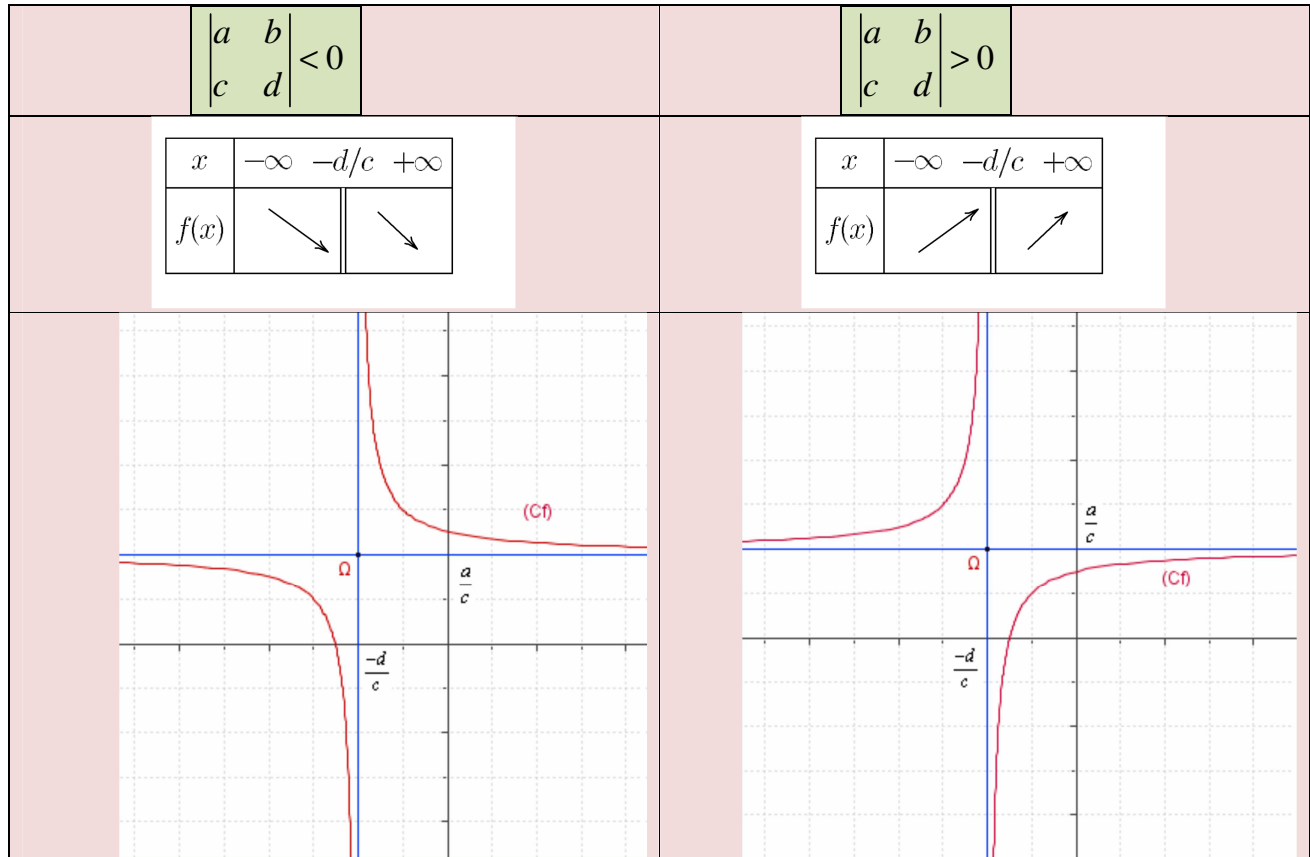 |a b|
|c d| < 0
|a b|
|c d| > 0
x −∞ −d/c +∞
f(x)
x −∞ −d/c +∞
f(x)
(Cf)
Ω
a/c
−d/c
a/c
Ω
(Cf)
−d/c